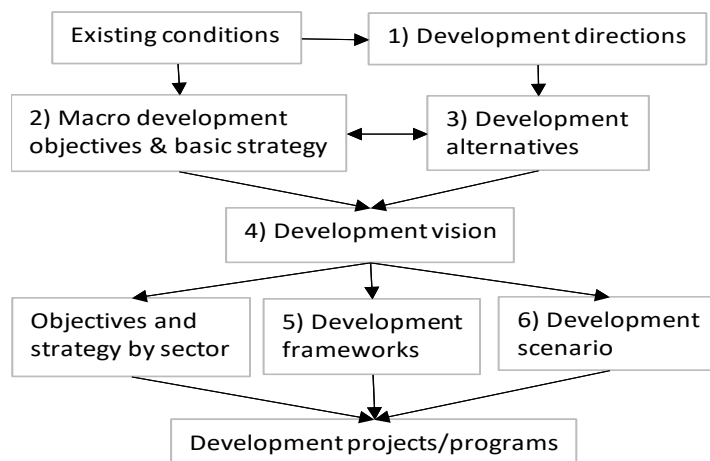 Existing conditions
1) Development directions
2) Macro development
objectives & basic strategy
3) Development
alternatives
4) Development vision
Objectives and
strategy by sector
5) Development
frameworks
6) Development
scenario
Development projects/programs